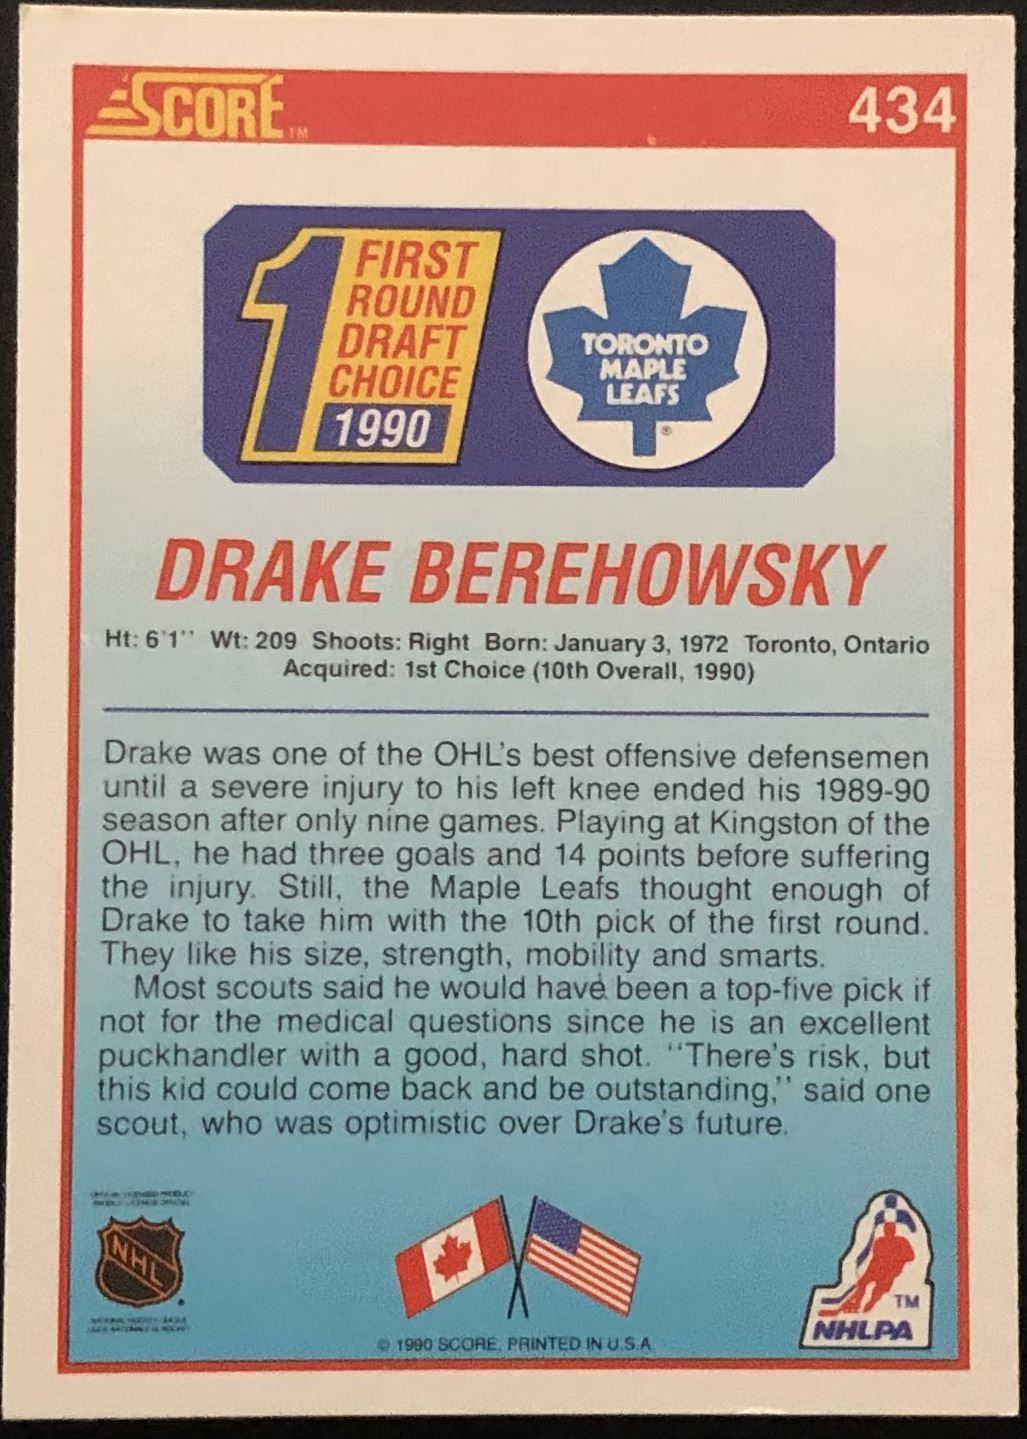 SCORE™
434
1 FIRST
ROUND
DRAFT
CHOICE
1990
TORONTO
MAPLE
LEAFS
®
DRAKE BEREHOWSKY
Ht: 6'1'' Wt: 209 Shoots: Right Born: January 3, 1972 Toronto, Ontario
Acquired: 1st Choice (10th Overall, 1990)
Drake was one of the OHL's best offensive defensemen
until a severe injury to his left knee ended his 1989-90
season after only nine games. Playing at Kingston of the
OHL, he had three goals and 14 points before suffering
the injury. Still, the Maple Leafs thought enough of
Drake to take him with the 10th pick of the first round.
They like his size, strength, mobility and smarts.
Most scouts said he would have been a top-five pick if
not for the medical questions since he is an excellent
puckhandler with a good, hard shot. ''There's risk, but
this kid could come back and be outstanding,'' said one
scout, who was optimistic over Drake's future.
NHL
TM
NHLPA
© 1990 SCORE, PRINTED IN U.S.A.